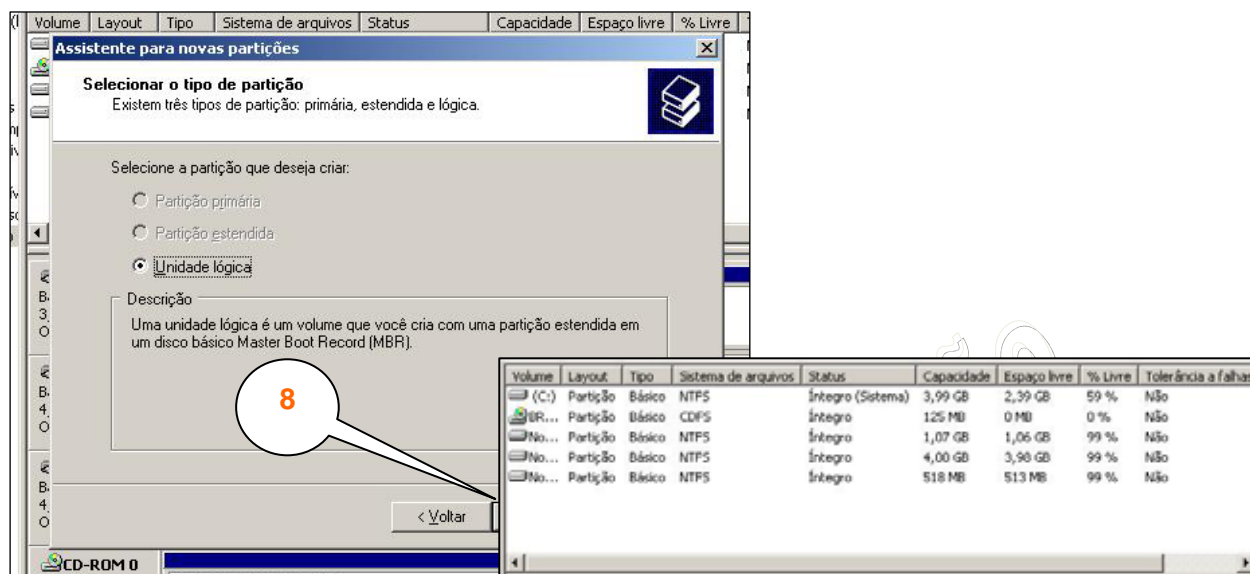 Volume Layout Tipo Sistema de arquivos Status Capacidade Espaço livre % Livre
Assistente para novas partições
Selecionar o tipo de partição
Existem três tipos de partição: primária, estendida e lógica.
Selecione a partição que deseja criar:
Partição primária
Partição estendida
Unidade lógica
Descrição
Uma unidade lógica é um volume que você cria com uma partição estendida em
um disco básico Master Boot Record (MBR).
8
< Voltar
CD-ROM 0
Volume Layout Tipo Sistema de arquivos Status Capacidade Espaço livre % Livre Tolerância a falhas
(C:) Partição Básico NTFS Íntegro (Sistema) 3,99 GB 2,39 GB 59 % Não
BR... Partição Básico CDFS Íntegro 125 MB 0 MB 0 % Não
No... Partição Básico NTFS Íntegro 1,07 GB 1,06 GB 99 % Não
No... Partição Básico NTFS Íntegro 4,00 GB 3,98 GB 99 % Não
No... Partição Básico NTFS Íntegro 518 MB 513 MB 99 % Não